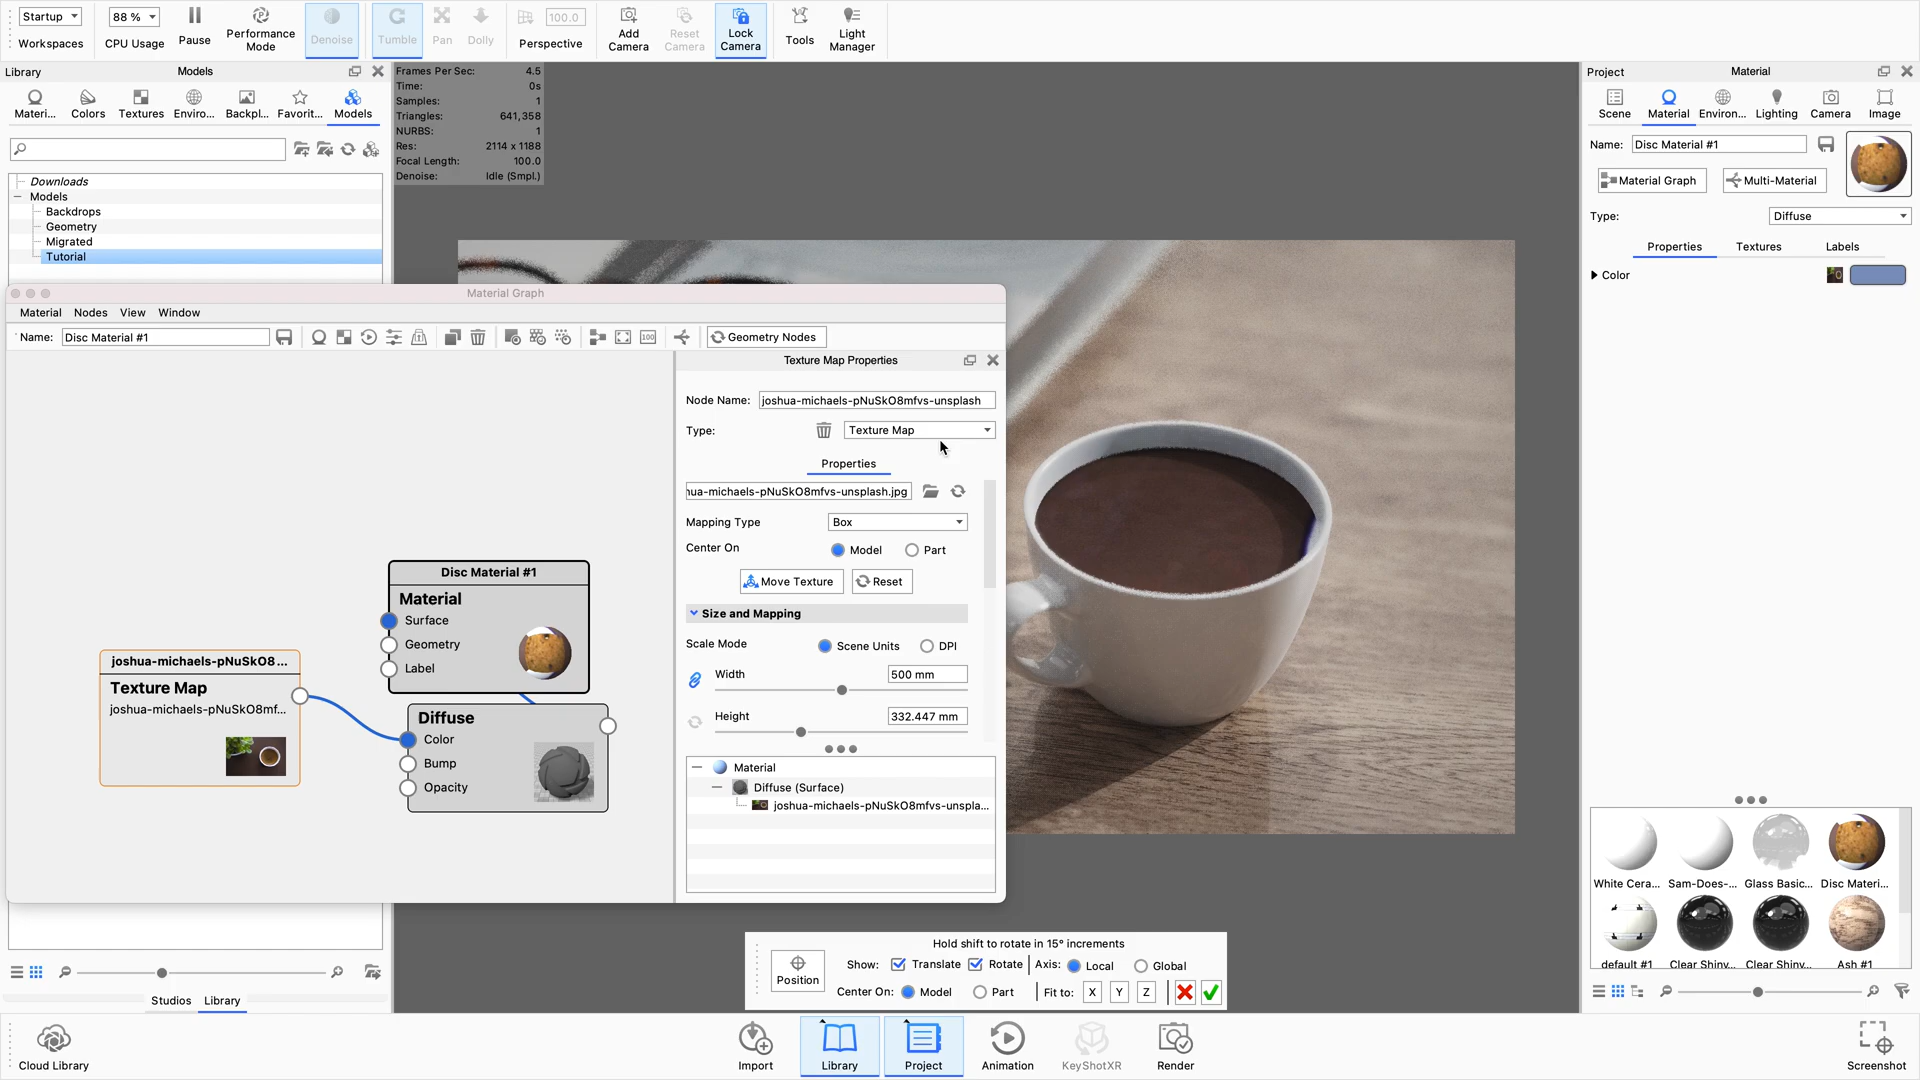 Startup
Workspaces
88 %
CPU Usage
Pause
Performance
Mode
Denoise
Tumble
Pan
Dolly
100.0
Perspective
Add
Camera
Reset
Camera
Lock
Camera
Tools
Light
Manager
Library
Models
Materi...
Colors
Textures
Enviro...
Backpl...
Favorit...
Models
Downloads
Models
Backdrops
Geometry
Migrated
Tutorial
Frames Per Sec: 4.5
Time: 0s
Samples: 1
Triangles: 641,358
NURBS: 1
Res: 2114 x 1188
Focal Length: 100.0
Denoise: Idle (Smpl.)
Material Graph
Material Nodes View Window
Name: Disc Material #1
100
Geometry Nodes
Texture Map Properties
Node Name: joshua-michaels-pNuSkO8mfvs-unsplash
Type: Texture Map
Properties
hua-michaels-pNuSkO8mfvs-unsplash.jpg
Mapping Type Box
Center On Model Part
Move Texture Reset
Size and Mapping
Scale Mode Scene Units DPI
Width 500 mm
Height 332.447 mm
Material
Diffuse (Surface)
joshua-michaels-pNuSkO8mfvs-unspla...
Disc Material #1
Material
Surface
Geometry
Label
joshua-michaels-pNuSkO8 ...
Texture Map
joshua-michaels-pNuSkO8mf...
Diffuse
Color
Bump
Opacity
Studios Library
Project
Material
Scene
Material
Environ...
Lighting
Camera
Image
Name: Disc Material #1
Material Graph Multi-Material
Type: Diffuse
Properties Textures Labels
Color
White Cera...
Sam-Does-...
Glass Basic...
Disc Materi...
default #1
Clear Shiny...
Clear Shiny...
Ash #1
Hold shift to rotate in 15° increments
Position
Show: Translate Rotate Axis: Local Global
Center On: Model Part Fit to: X Y Z
Cloud Library
Import
Library
Project
Animation
KeyShotXR
Render
Screenshot